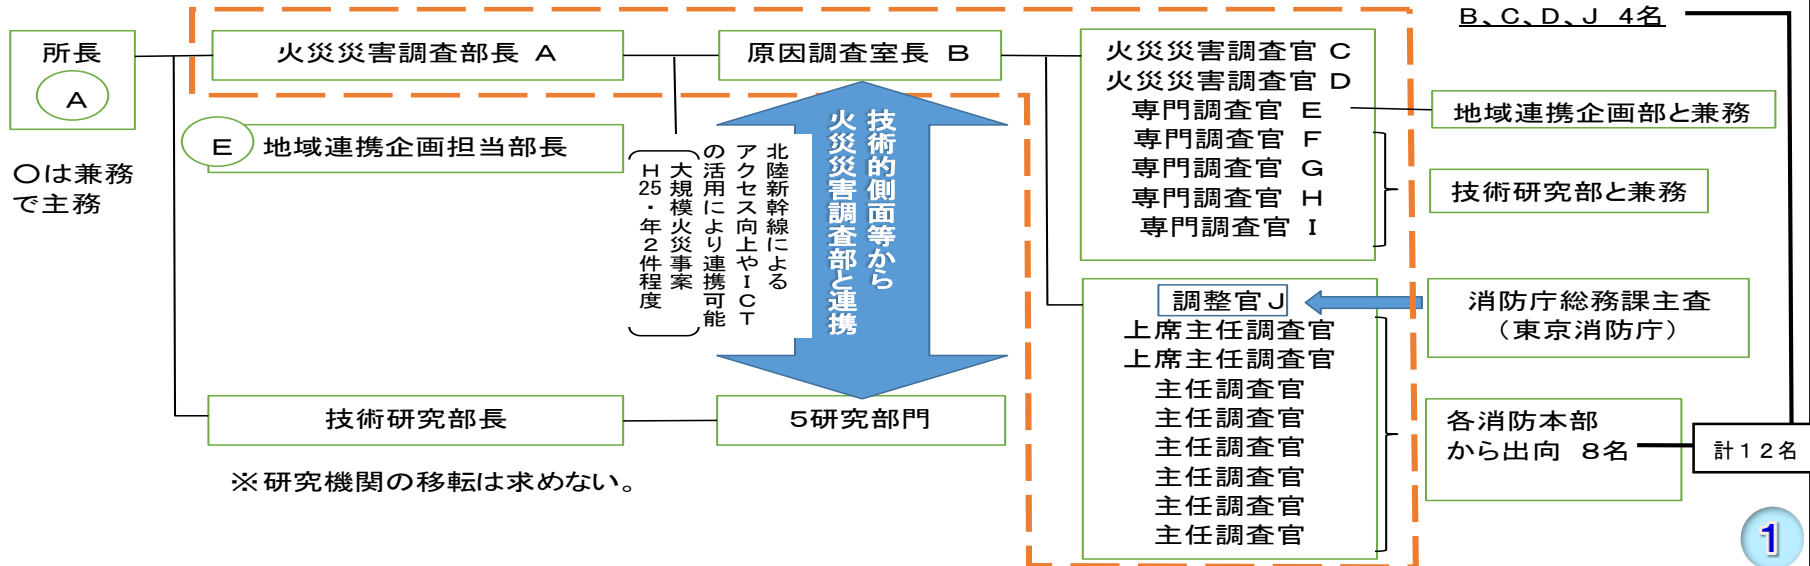 B、C、D、J 4名
所長
A
火災災害調査部長 A
原因調査室長 B
火災災害調査官 C
火災災害調査官 D
専門調査官 E
専門調査官 F
専門調査官 G
専門調査官 H
専門調査官 I
地域連携企画部と兼務
技術研究部と兼務
E 地域連携企画担当部長
〇は兼務
で主務
北陸新幹線による
アクセス向上やICT
の活用により連携可能
大規模火災事案
H25・年2件程度
技術的側面等から
火災災害調査部と連携
調整官J
上席主任調査官
上席主任調査官
主任調査官
主任調査官
主任調査官
主任調査官
主任調査官
主任調査官
消防庁総務課主査
（東京消防庁）
各消防本部
から出向 8名
計12名
技術研究部長
5研究部門
※研究機関の移転は求めない。
1